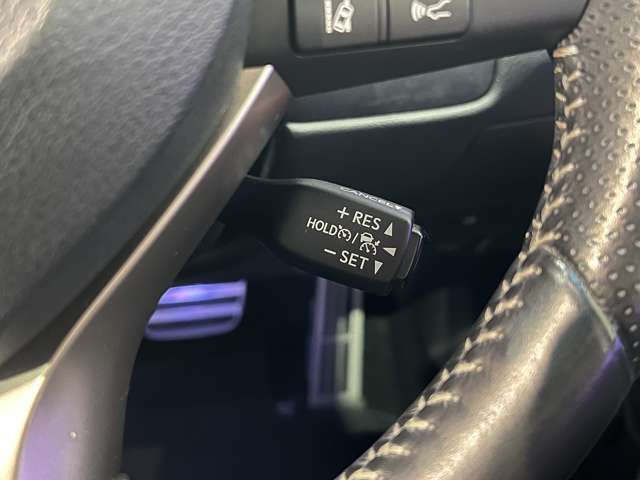 CANCEL
+ RES
HOLD /
− SET